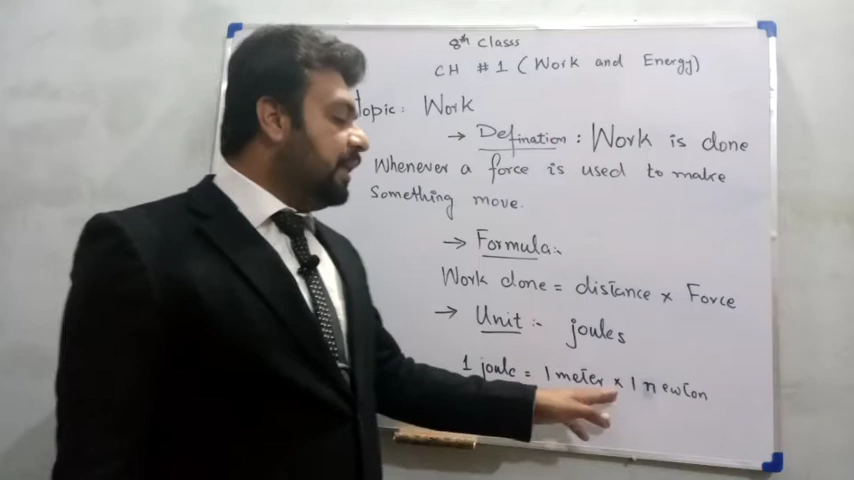 8th Classs
CH # 1 ( Work and Energy)
topic: Work
→ Defination : Work is done
Whenever a force is used to make
Something move.
→ Formula:-
Work done = distance × Force
→ Unit :- joules
1 joule = 1 meter × 1 newton